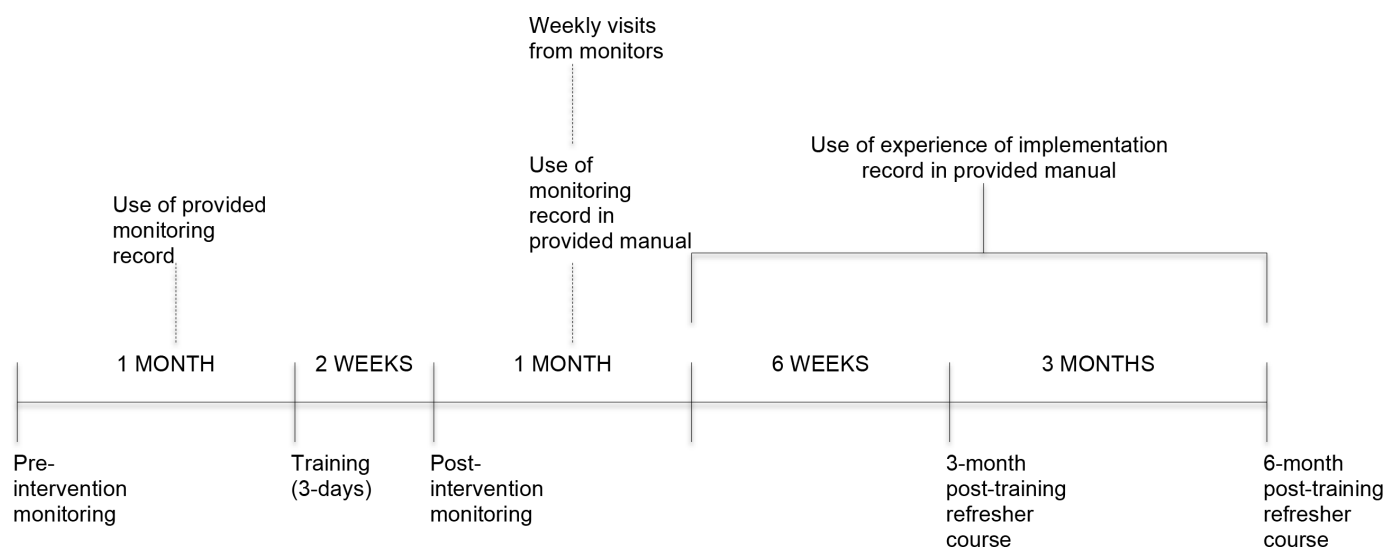 Weekly visits
from monitors
Use of experience of implementation
record in provided manual
Use of
monitoring
record in
provided manual
Use of provided
monitoring
record
1 MONTH
2 WEEKS
1 MONTH
6 WEEKS
3 MONTHS
Pre-
intervention
monitoring
Training
(3-days)
Post-
intervention
monitoring
3-month
post-training
refresher
course
6-month
post-training
refresher
course